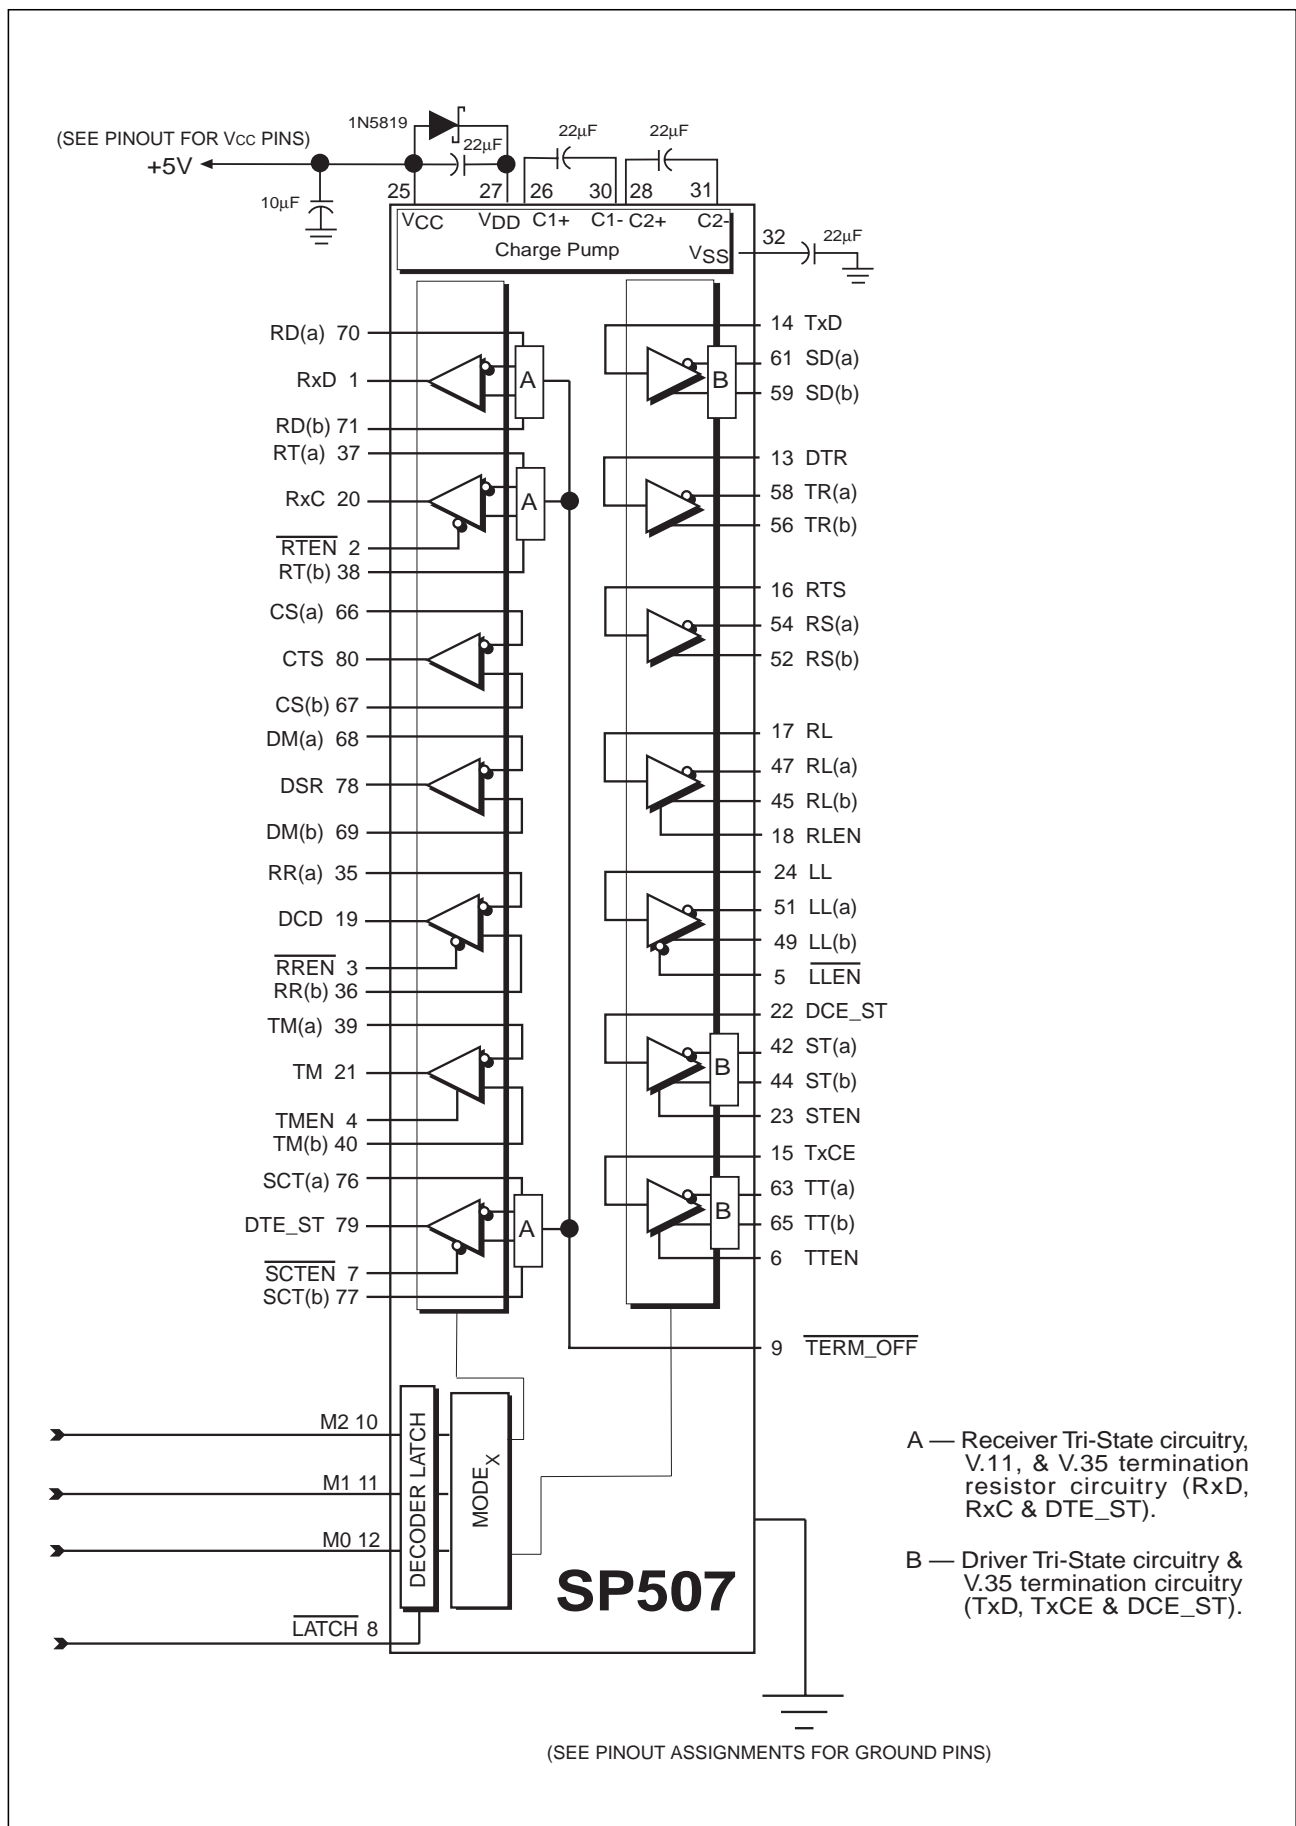 (SEE PINOUT FOR VCC PINS)
1N5819
+5V
22µF
22µF
22µF
10µF
25
27
26
30
28
31
VCC
VDD
C1+
C1-
C2+
C2-
Charge Pump
VSS
32
22µF
RD(a) 70
RxD 1
RD(b) 71
A
RT(a) 37
RxC 20
RTEN 2
RT(b) 38
A
CS(a) 66
CTS 80
CS(b) 67
DM(a) 68
DSR 78
DM(b) 69
RR(a) 35
DCD 19
RREN 3
RR(b) 36
TM(a) 39
TM 21
TMEN 4
TM(b) 40
SCT(a) 76
DTE_ST 79
SCTEN 7
SCT(b) 77
A
14 TxD
61 SD(a)
59 SD(b)
B
13 DTR
58 TR(a)
56 TR(b)
16 RTS
54 RS(a)
52 RS(b)
17 RL
47 RL(a)
45 RL(b)
18 RLEN
24 LL
51 LL(a)
49 LL(b)
5 LLEN
22 DCE_ST
42 ST(a)
44 ST(b)
23 STEN
B
15 TxCE
63 TT(a)
65 TT(b)
6 TTEN
B
9 TERM_OFF
M2 10
M1 11
M0 12
LATCH 8
DECODER LATCH
MODEX
SP507
A — Receiver Tri-State circuitry,
V.11, & V.35 termination
resistor circuitry (RxD,
RxC & DTE_ST).
B — Driver Tri-State circuitry &
V.35 termination circuitry
(TxD, TxCE & DCE_ST).
(SEE PINOUT ASSIGNMENTS FOR GROUND PINS)